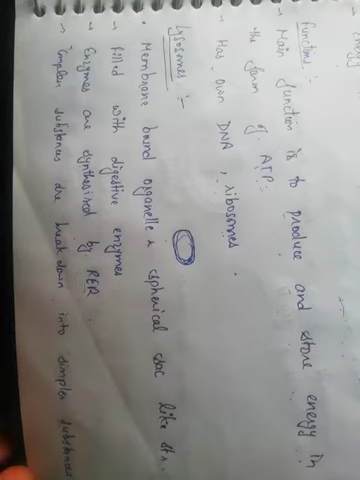 energy
Function :-
→ Main function is to produce and store energy in
the form of ATP.
→ Has own DNA, ribosomes.
Lysosomes :-
• Membrane bound organelle & spherical sac like str.
→ filled with digestive enzymes
→ Enzymes are synthesised by RER.
→ Complex substances are break down into simpler substances